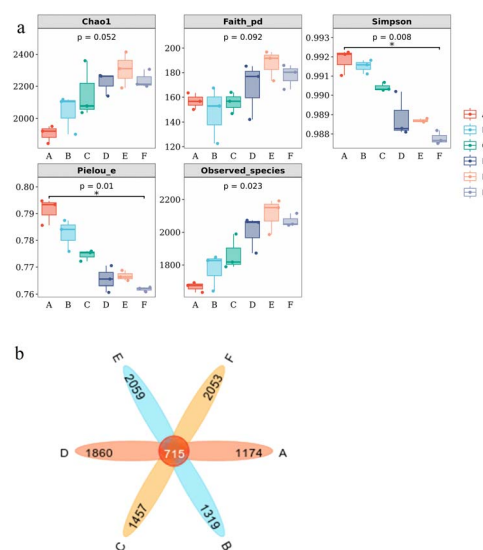 a
Chao1
Faith_pd
Simpson
p = 0.052
p = 0.092
p = 0.008
*
2400
2200
2000
200
180
160
140
120
0.993
0.992
0.991
0.990
0.989
0.988
A B C D E F
Pielou_e
Observed_species
p = 0.01
p = 0.023
*
0.80
0.79
0.78
0.77
0.76
2000
1800
A B C D E F
A B C D E F
b
E
F
2059
2053
D
1860
715
1174
A
1457
1319
C
B